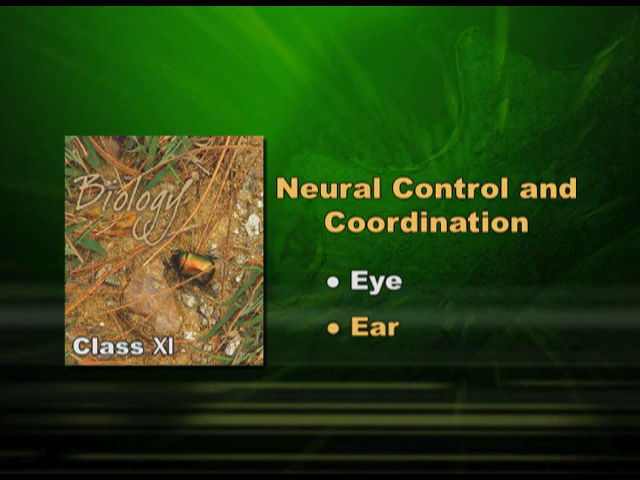 Biology
Class XI
Neural Control and
Coordination
• Eye
• Ear